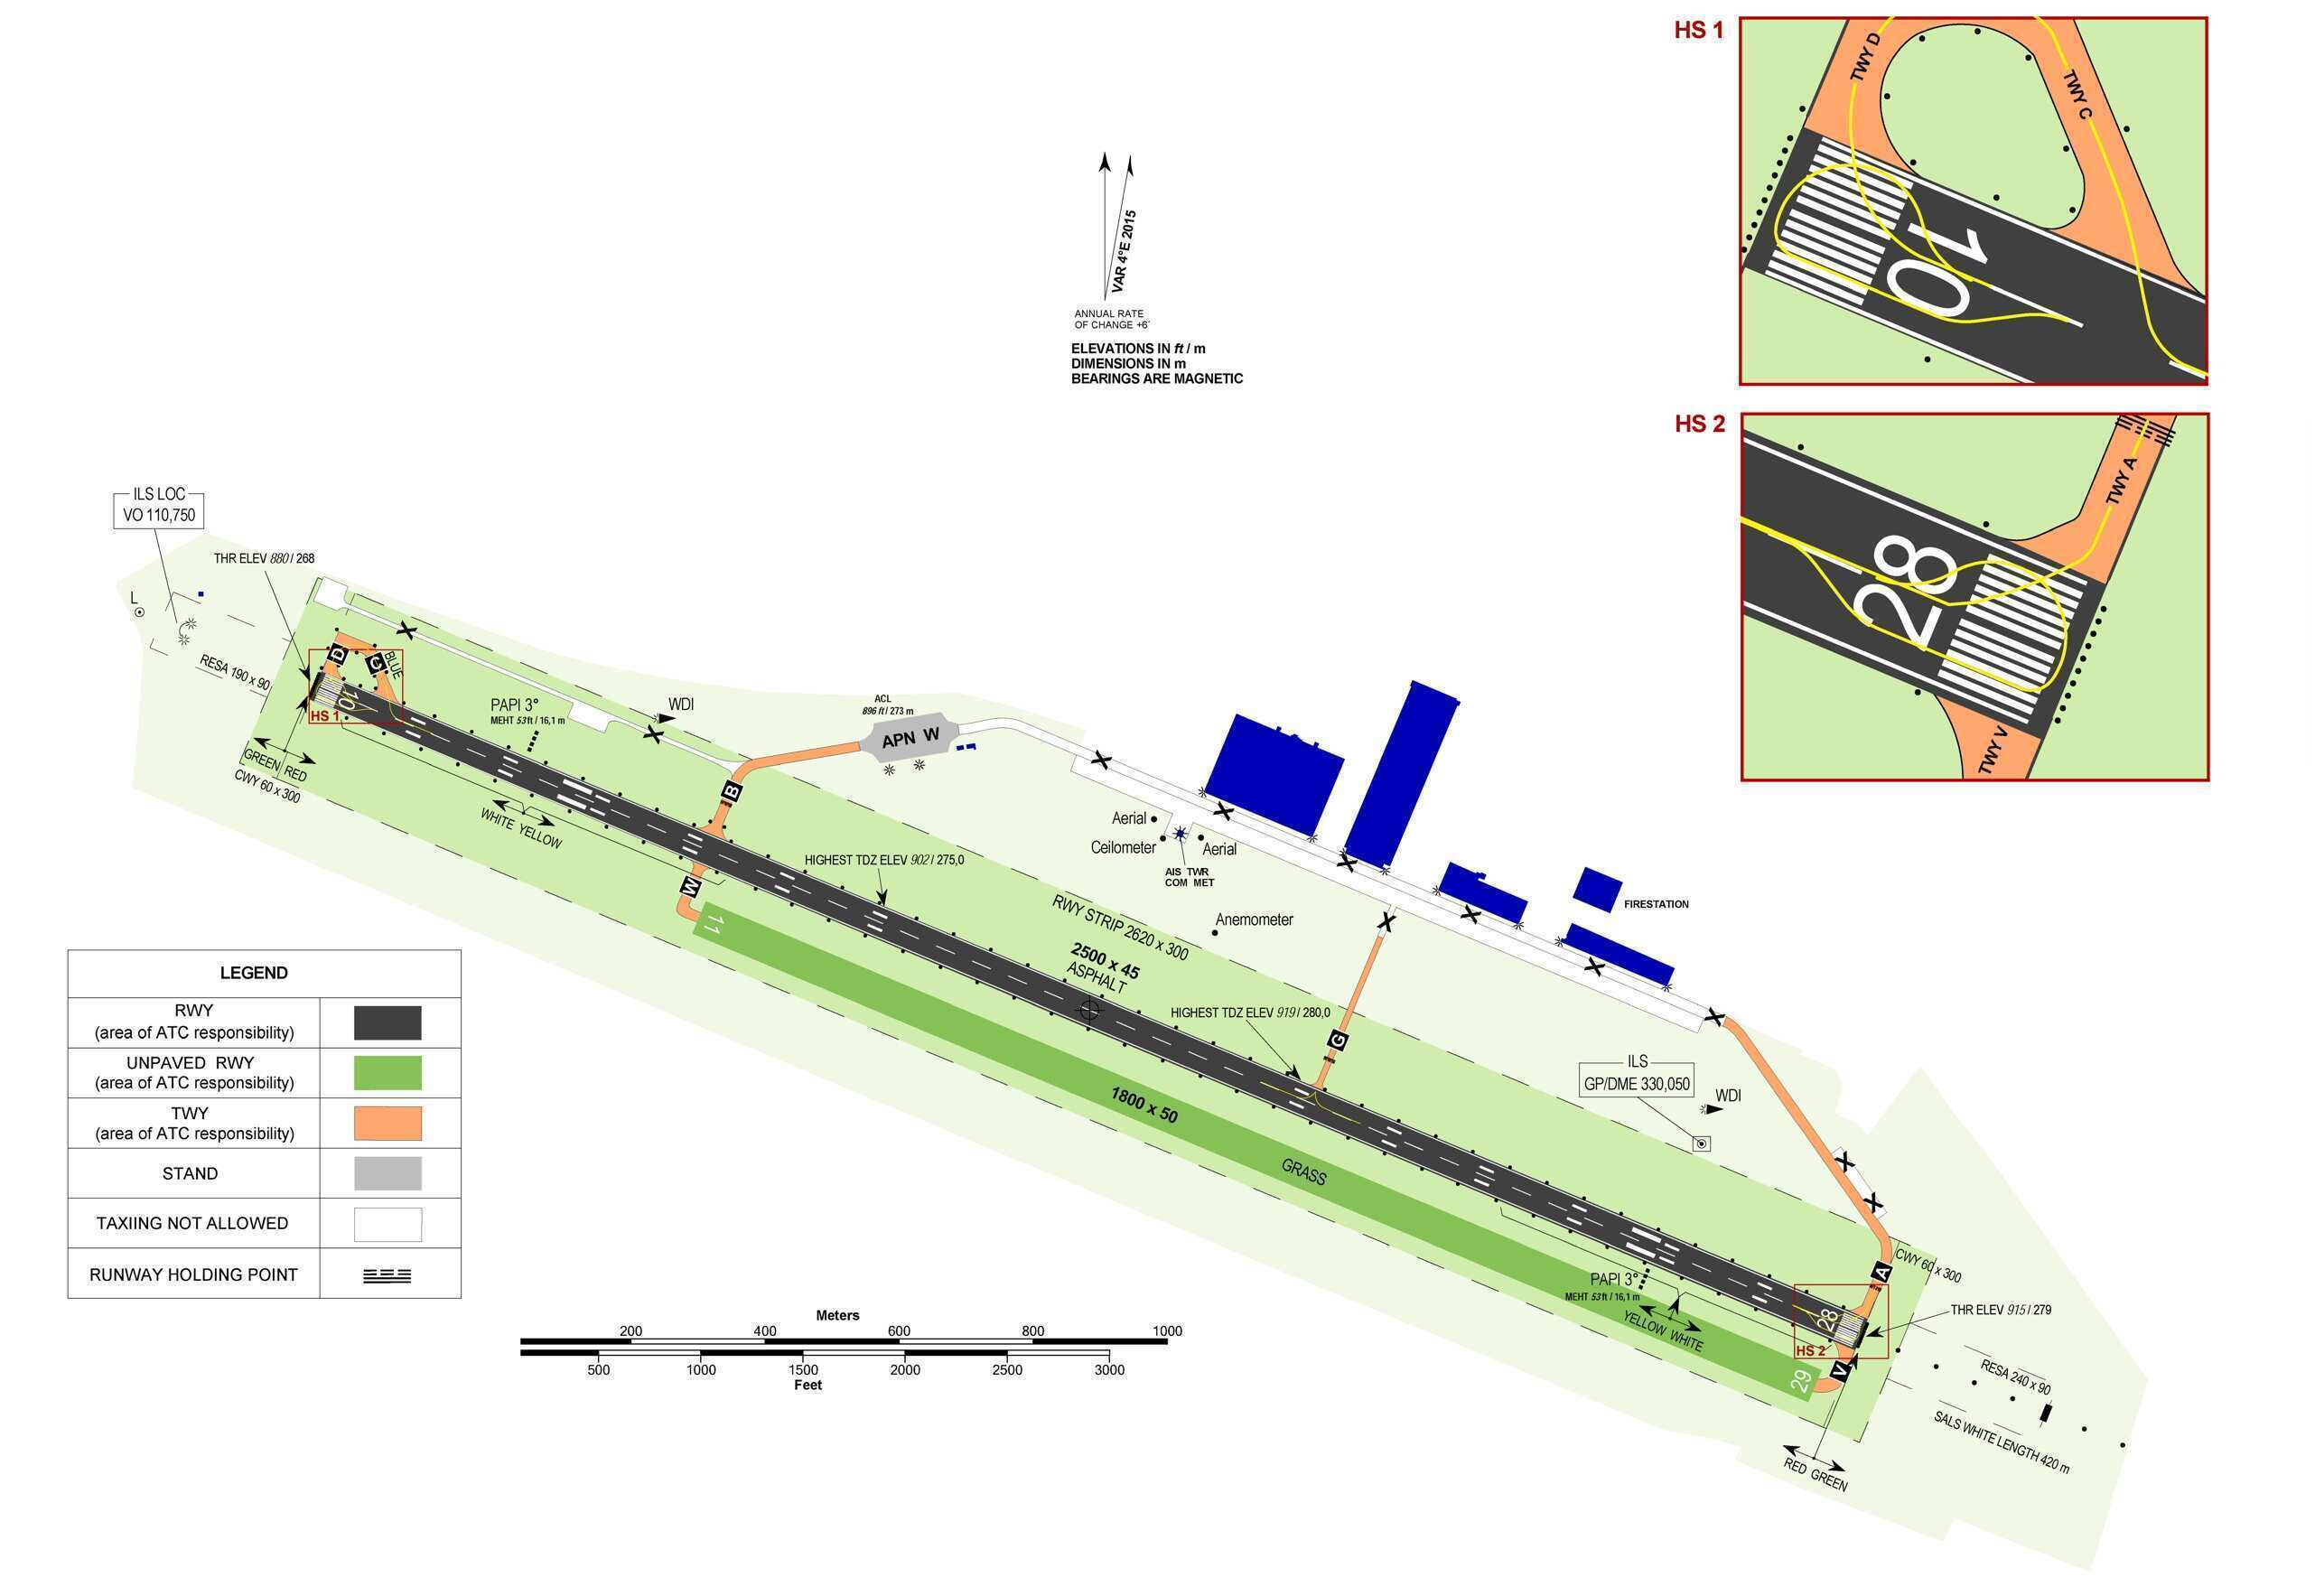 HS 1
TWY D
TWY C
10
HS 2
TWY A
28
TWY V
VAR 4°E 2015
ANNUAL RATE
OF CHANGE +6´
ELEVATIONS IN ft / m
DIMENSIONS IN m
BEARINGS ARE MAGNETIC
ILS LOC
VO 110,750
THR ELEV 880 / 268
L
RESA 190 x 90
D
C
BLUE
10
HS 1
GREEN RED
CWY 60 x 300
PAPI 3°
MEHT 53 ft / 16,1 m
WDI
WHITE YELLOW
ACL
896 ft / 273 m
APN W
B
W
11
HIGHEST TDZ ELEV 902 / 275,0
Aerial
Ceilometer
Aerial
AIS TWR
COM MET
Anemometer
FIRESTATION
RWY STRIP 2620 x 300
2500 x 45
ASPHALT
HIGHEST TDZ ELEV 919 / 280,0
G
1800 x 50
GRASS
ILS
GP/DME 330,050
WDI
A
CWY 60 x 300
PAPI 3°
MEHT 53 ft / 16,1 m
YELLOW WHITE
28
HS 2
V
29
THR ELEV 915 / 279
RESA 240 x 90
SALS WHITE LENGTH 420 m
RED GREEN
LEGEND
RWY
(area of ATC responsibility)
UNPAVED RWY
(area of ATC responsibility)
TWY
(area of ATC responsibility)
STAND
TAXIING NOT ALLOWED
RUNWAY HOLDING POINT
Meters
200 400 600 800 1000
500 1000 1500 2000 2500 3000
Feet